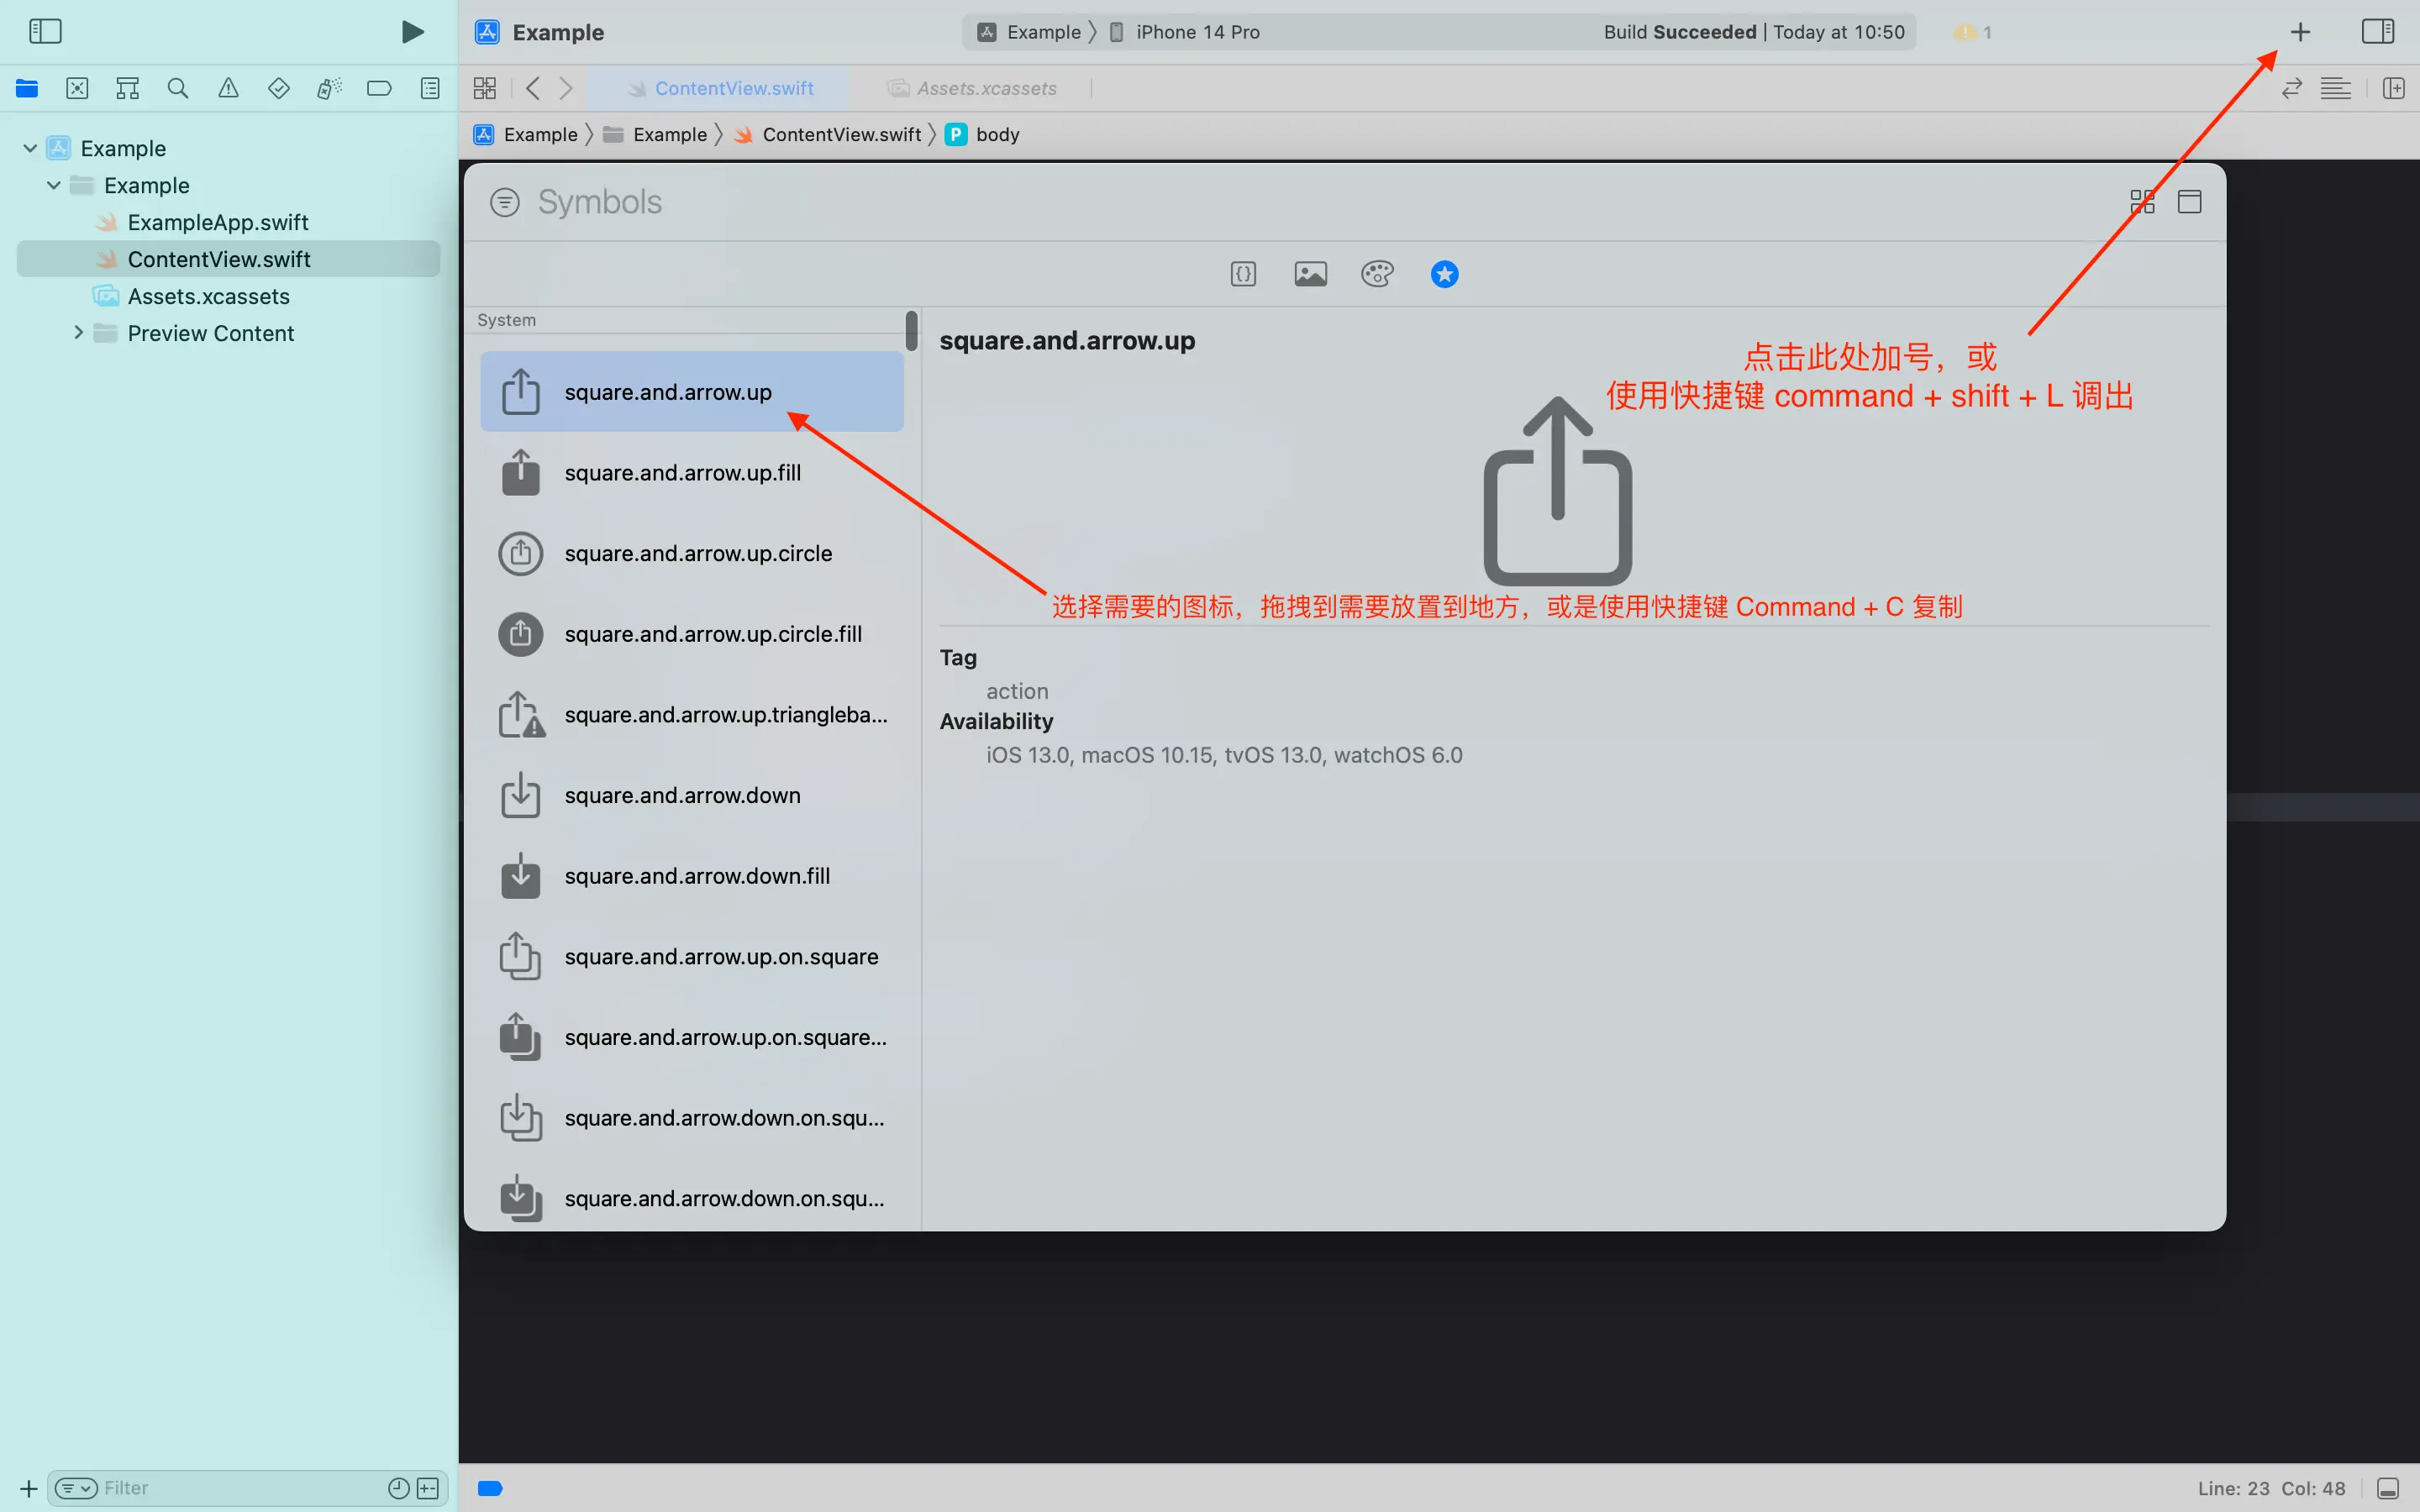 Example
Example
iPhone 14 Pro
Build Succeeded | Today at 10:50
1
ContentView.swift
Assets.xcassets
Example
Example
ContentView.swift
P
body
Example
Example
ExampleApp.swift
ContentView.swift
Assets.xcassets
Preview Content
Symbols
System
square.and.arrow.up
square.and.arrow.up.fill
square.and.arrow.up.circle
square.and.arrow.up.circle.fill
square.and.arrow.up.triangleba...
square.and.arrow.down
square.and.arrow.down.fill
square.and.arrow.up.on.square
square.and.arrow.up.on.square...
square.and.arrow.down.on.squ...
square.and.arrow.down.on.squ...
square.and.arrow.up
点击此处加号，或
使用快捷键 command + shift + L 调出
选择需要的图标，拖拽到需要放置到地方，或是使用快捷键 Command + C 复制
Tag
action
Availability
iOS 13.0, macOS 10.15, tvOS 13.0, watchOS 6.0
Filter
Line: 23 Col: 48